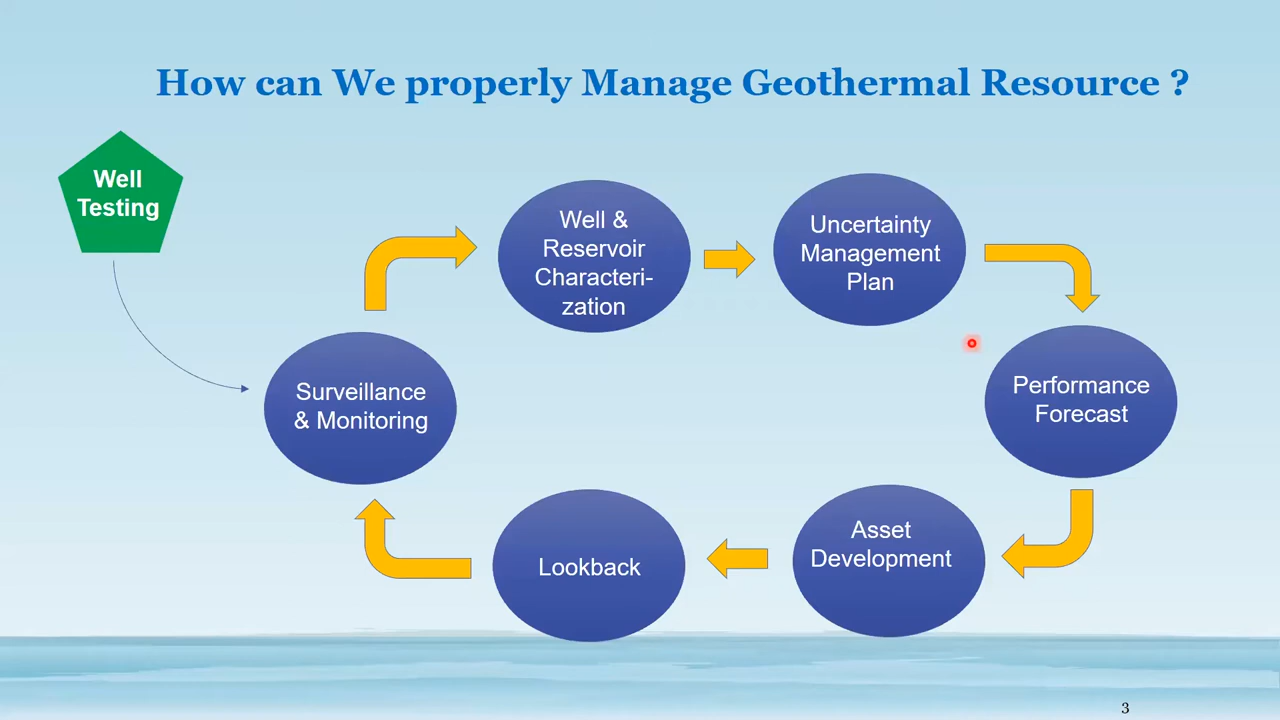 How can We properly Manage Geothermal Resource ?
Well
Testing
Well &
Reservoir
Characteri-
zation
Uncertainty
Management
Plan
Performance
Forecast
Asset
Development
Lookback
Surveillance
& Monitoring
3